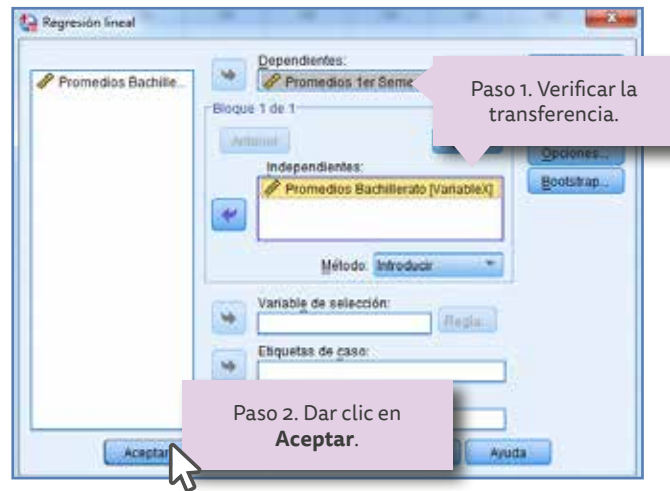 Regresión lineal
Promedios Bachille...
Dependientes:
Promedios 1er Seme
Paso 1. Verificar la
transferencia.
Bloque 1 de 1
Anterior
Independientes:
Promedios Bachillerato [VariableX]
Opciones...
Bootstrap...
Método: Introducir
Variable de selección:
Regla...
Etiquetas de caso:
Paso 2. Dar clic en
Aceptar.
Aceptar
Ayuda